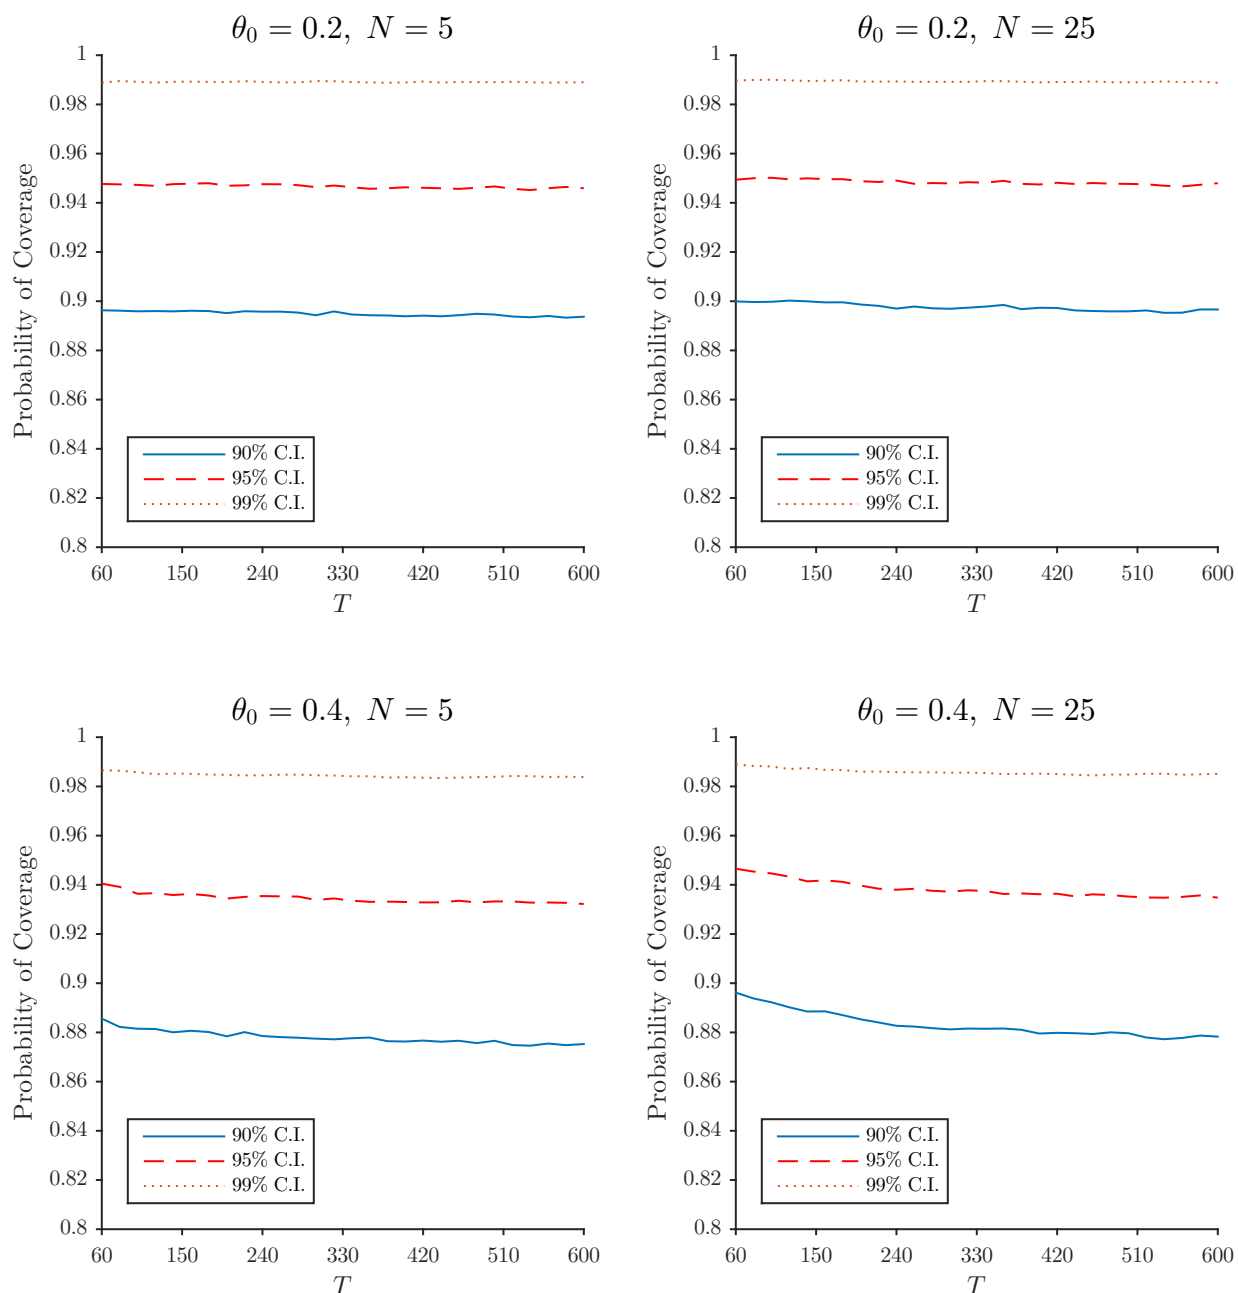 θ₀ = 0.2, N = 5
Probability of Coverage
1
0.98
0.96
0.94
0.92
0.9
0.88
0.86
0.84
0.82
0.8
90% C.I.
95% C.I.
99% C.I.
60 150 240 330 420 510 600
T
θ₀ = 0.2, N = 25
Probability of Coverage
1
0.98
0.96
0.94
0.92
0.9
0.88
0.86
0.84
0.82
0.8
90% C.I.
95% C.I.
99% C.I.
60 150 240 330 420 510 600
T
θ₀ = 0.4, N = 5
Probability of Coverage
1
0.98
0.96
0.94
0.92
0.9
0.88
0.86
0.84
0.82
0.8
90% C.I.
95% C.I.
99% C.I.
60 150 240 330 420 510 600
T
θ₀ = 0.4, N = 25
Probability of Coverage
1
0.98
0.96
0.94
0.92
0.9
0.88
0.86
0.84
0.82
0.8
90% C.I.
95% C.I.
99% C.I.
60 150 240 330 420 510 600
T